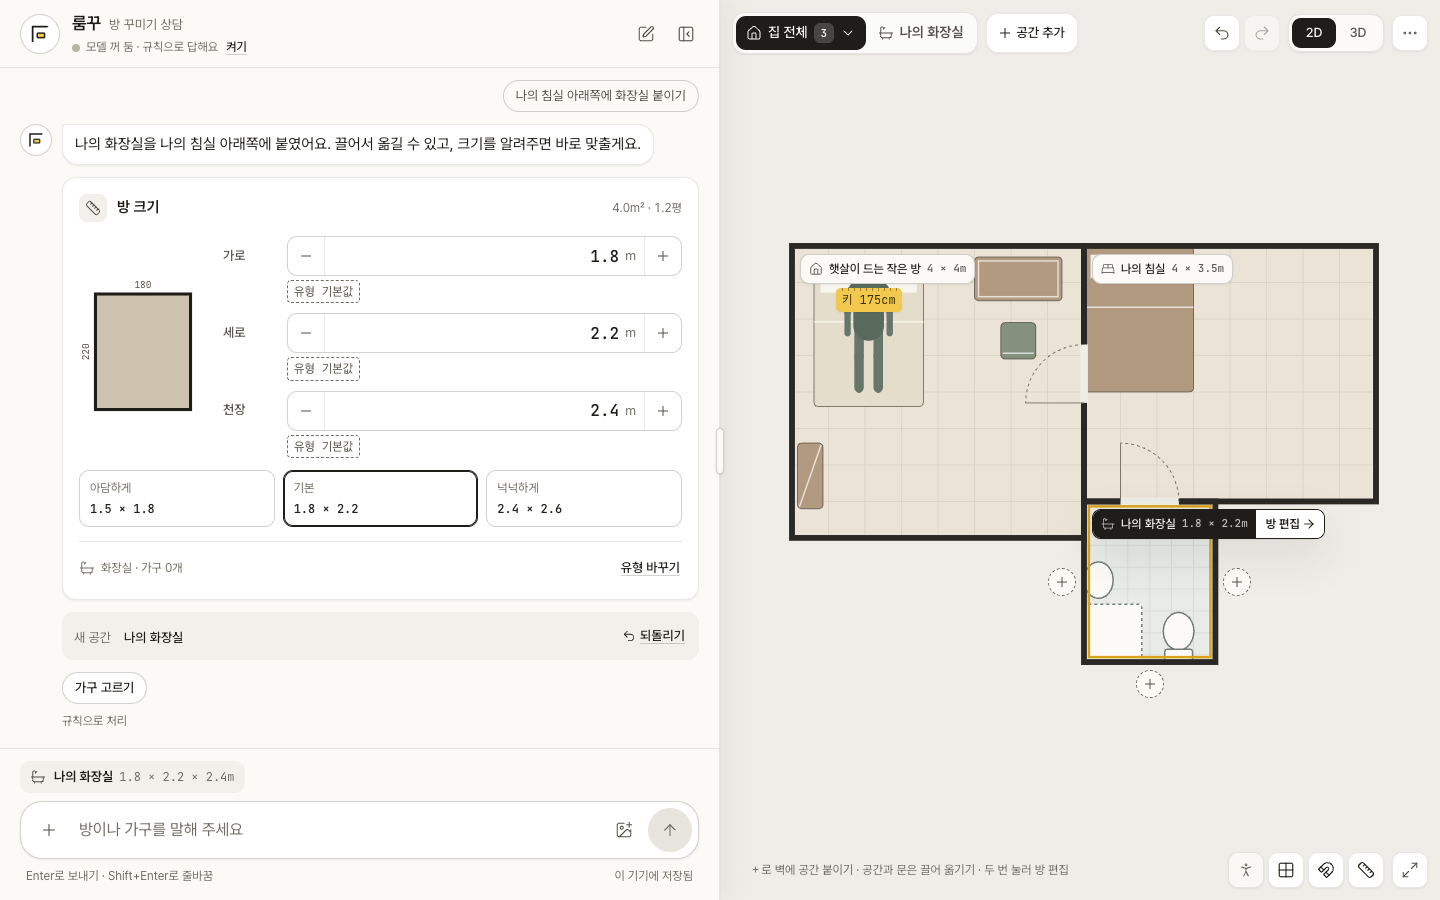 룸꾸 방 꾸미기 상담
모델 꺼 둠 · 규칙으로 답해요 켜기
나의 침실 아래쪽에 화장실 붙이기
나의 화장실을 나의 침실 아래쪽에 붙였어요. 끌어서 옮길 수 있고, 크기를 알려주면 바로 맞출게요.
방 크기
4.0m² · 1.2평
180
220
가로
1.8 m
유형 기본값
세로
2.2 m
유형 기본값
천장
2.4 m
유형 기본값
아담하게
1.5 × 1.8
기본
1.8 × 2.2
넉넉하게
2.4 × 2.6
화장실 · 가구 0개
유형 바꾸기
새 공간 나의 화장실
되돌리기
가구 고르기
규칙으로 처리
나의 화장실 1.8 × 2.2 × 2.4m
방이나 가구를 말해 주세요
Enter로 보내기 · Shift+Enter로 줄바꿈
이 기기에 저장됨
집 전체 3
나의 화장실
공간 추가
2D
3D
햇살이 드는 작은 방 4 × 4m
키 175cm
나의 침실 4 × 3.5m
나의 화장실 1.8 × 2.2m
방 편집
+ 로 벽에 공간 붙이기 · 공간과 문은 끌어 옮기기 · 두 번 눌러 방 편집